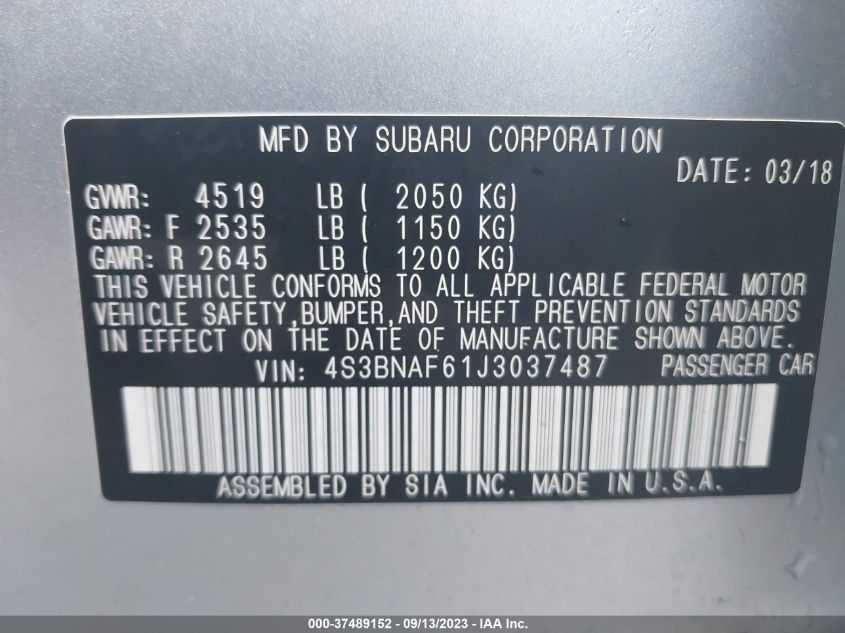 MFD BY SUBARU CORPORATION
DATE: 03/18
GVWR: 4519 LB ( 2050 KG)
GAWR: F 2535 LB ( 1150 KG)
GAWR: R 2645 LB ( 1200 KG)
THIS VEHICLE CONFORMS TO ALL APPLICABLE FEDERAL MOTOR
VEHICLE SAFETY,BUMPER,AND THEFT PREVENTION STANDARDS
IN EFFECT ON THE DATE OF MANUFACTURE SHOWN ABOVE.
VIN: 4S3BNAF61J3037487 PASSENGER CAR
ASSEMBLED BY SIA INC. MADE IN U.S.A.
000-37489152 - 09/13/2023 - IAA Inc.